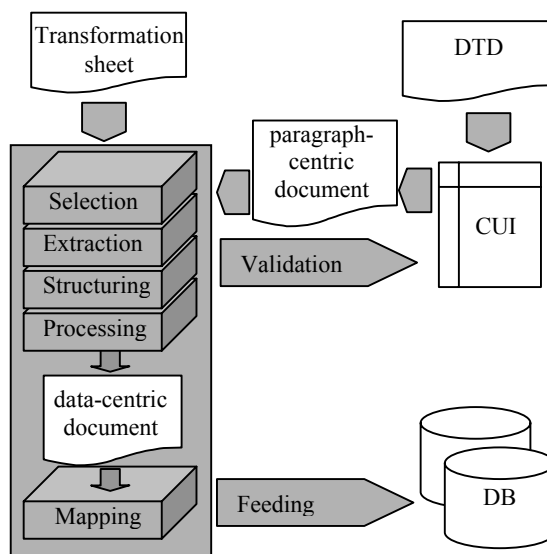 Transformation
sheet
DTD
paragraph-
centric
document
Selection
Extraction
Structuring
Processing
Validation
CUI
data-centric
document
Mapping
Feeding
DB